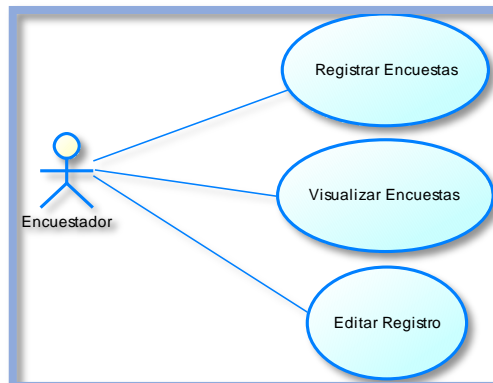 Registrar Encuestas
Visualizar Encuestas
Encuestador
Editar Registro